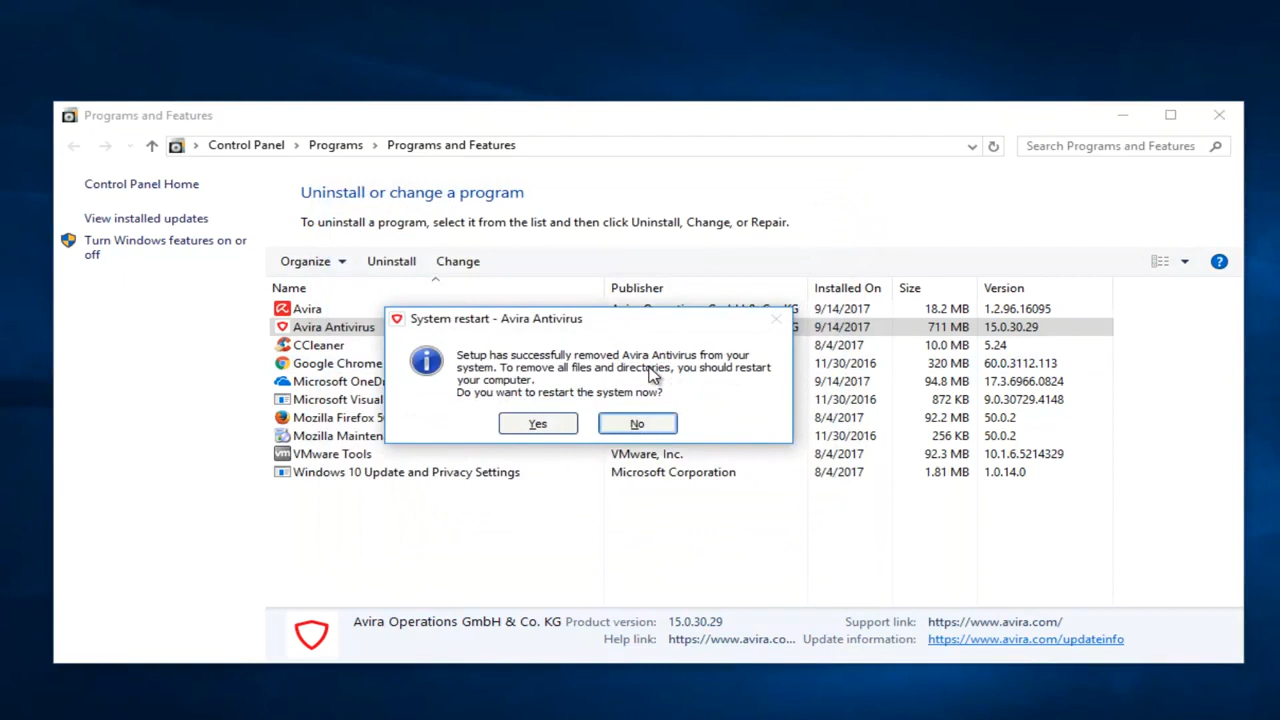 Programs and Features
Control Panel > Programs > Programs and Features
Search Programs and Features
Control Panel Home
View installed updates
Turn Windows features on or
off
Uninstall or change a program
To uninstall a program, select it from the list and then click Uninstall, Change, or Repair.
Organize Uninstall Change
Name Publisher Installed On Size Version
Avira 9/14/2017 18.2 MB 1.2.96.16095
Avira Antivirus 9/14/2017 711 MB 15.0.30.29
CCleaner 8/4/2017 10.0 MB 5.24
Google Chrome 11/30/2016 320 MB 60.0.3112.113
Microsoft OneD 9/14/2017 94.8 MB 17.3.6966.0824
Microsoft Visual 11/30/2016 872 KB 9.0.30729.4148
Mozilla Firefox 5 8/4/2017 92.2 MB 50.0.2
Mozilla Mainten 11/30/2016 256 KB 50.0.2
VMware Tools VMware, Inc. 8/4/2017 92.3 MB 10.1.6.5214329
Windows 10 Update and Privacy Settings Microsoft Corporation 8/4/2017 1.81 MB 1.0.14.0
System restart - Avira Antivirus
Setup has successfully removed Avira Antivirus from your
system. To remove all files and directories, you should restart
your computer.
Do you want to restart the system now?
Yes No
Avira Operations GmbH & Co. KG Product version: 15.0.30.29 Support link: https://www.avira.com/
Help link: https://www.avira.co... Update information: https://www.avira.com/updateinfo